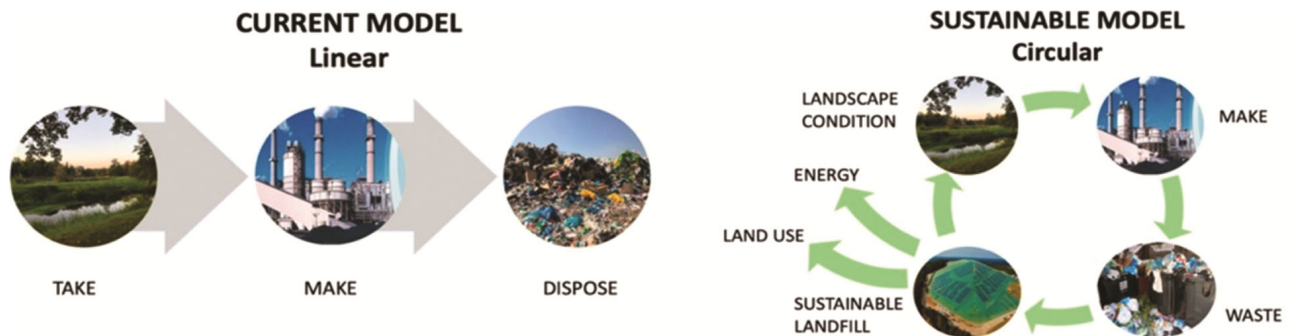 CURRENT MODEL
Linear
TAKE
MAKE
DISPOSE
SUSTAINABLE MODEL
Circular
LANDSCAPE
CONDITION
MAKE
ENERGY
LAND USE
SUSTAINABLE
LANDFILL
WASTE